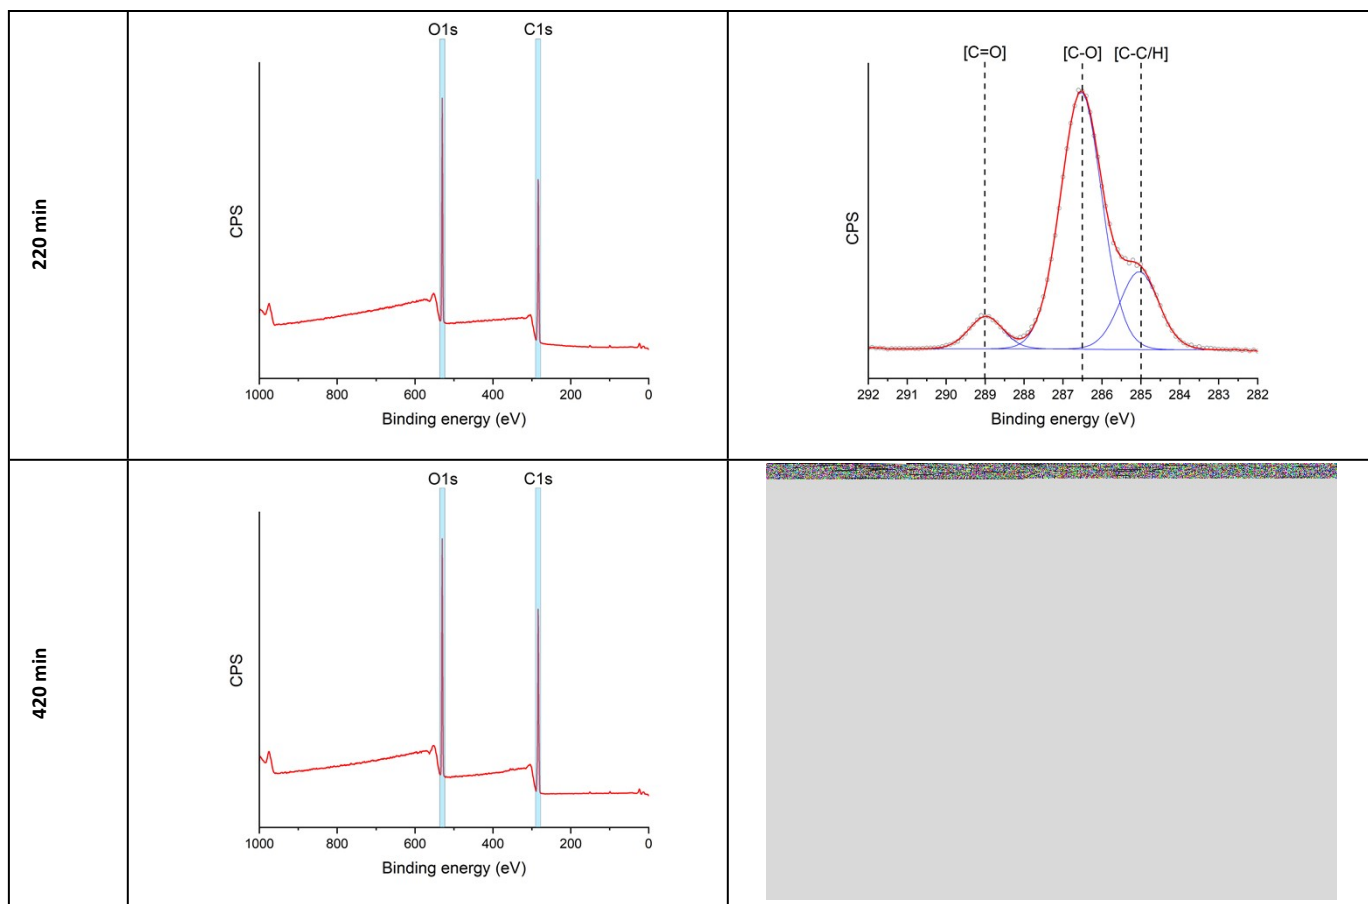 220 min
O1s C1s
CPS
1000 800 600 400 200 0
Binding energy (eV)
[C=O] [C-O] [C-C/H]
CPS
292 291 290 289 288 287 286 285 284 283 282
Binding energy (eV)
420 min
O1s C1s
CPS
1000 800 600 400 200 0
Binding energy (eV)